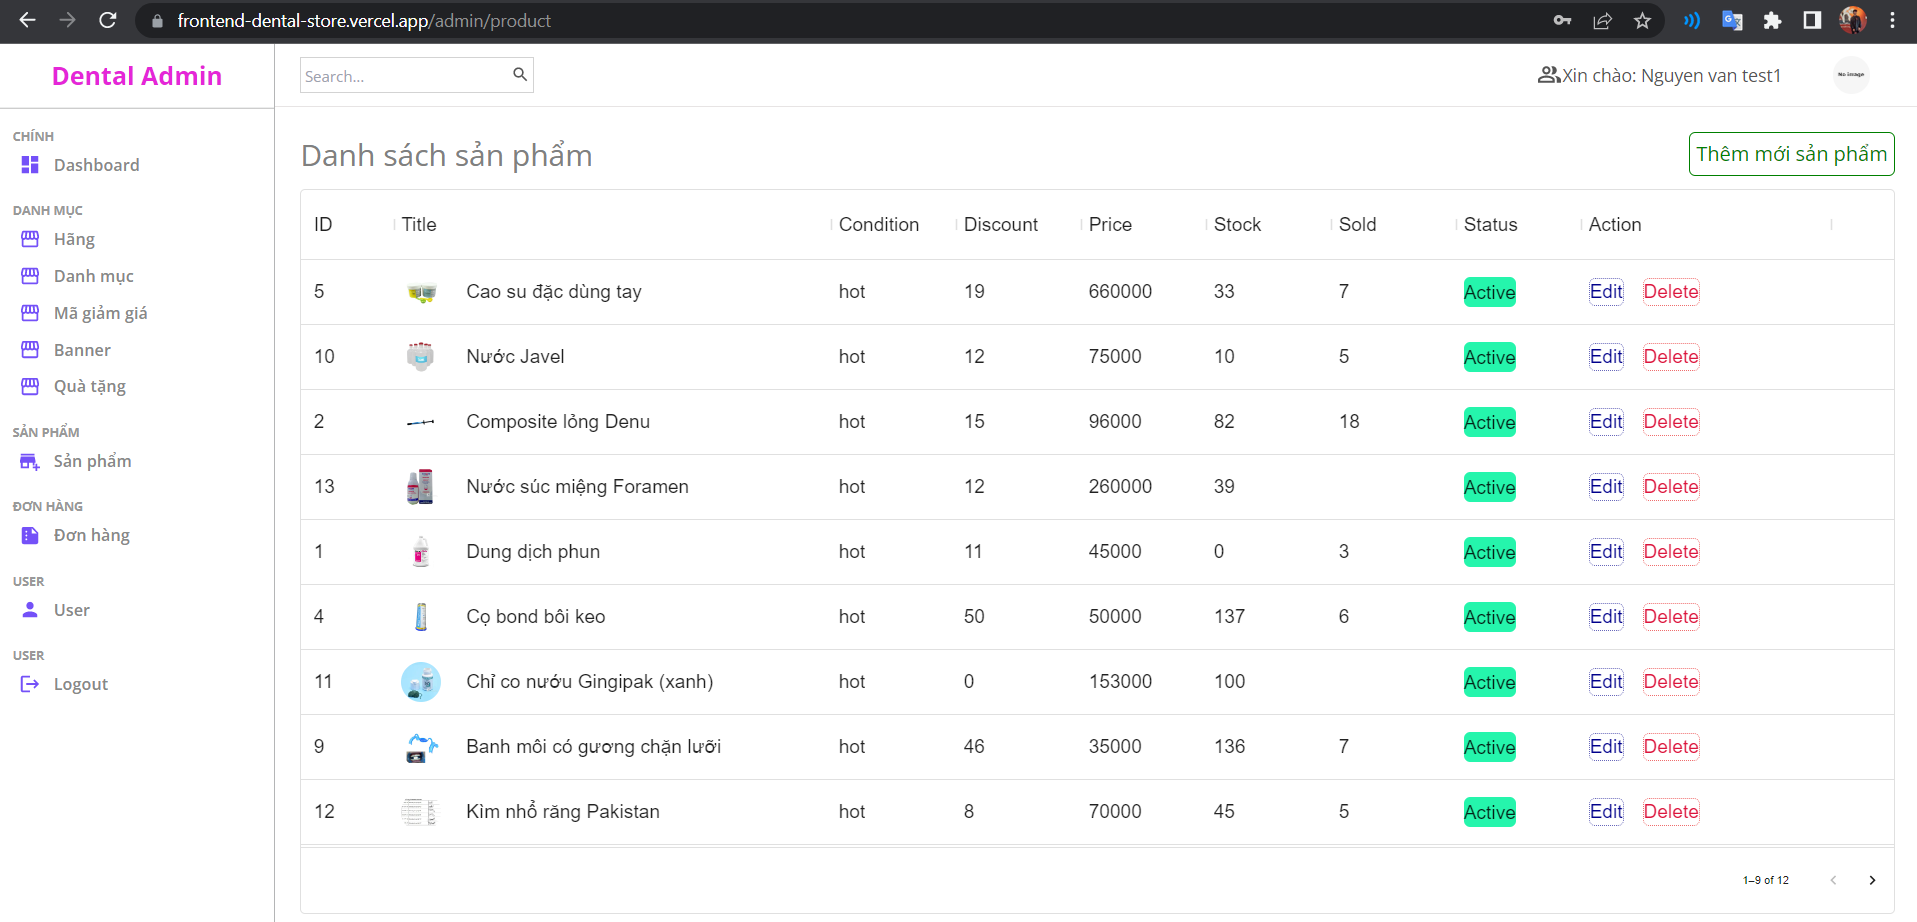 frontend-dental-store.vercel.app/admin/product
Dental Admin
Search...
Xin chào: Nguyen van test1
No image
CHÍNH
Dashboard
DANH MỤC
Hãng
Danh mục
Mã giảm giá
Banner
Quà tặng
SẢN PHẨM
Sản phẩm
ĐƠN HÀNG
Đơn hàng
USER
User
USER
Logout
Danh sách sản phẩm
Thêm mới sản phẩm
ID Title Condition Discount Price Stock Sold Status Action
5 Cao su đặc dùng tay hot 19 660000 33 7 Active Edit Delete
10 Nước Javel hot 12 75000 10 5 Active Edit Delete
2 Composite lỏng Denu hot 15 96000 82 18 Active Edit Delete
13 Nước súc miệng Foramen hot 12 260000 39 Active Edit Delete
1 Dung dịch phun hot 11 45000 0 3 Active Edit Delete
4 Cọ bond bôi keo hot 50 50000 137 6 Active Edit Delete
11 Chỉ co nướu Gingipak (xanh) hot 0 153000 100 Active Edit Delete
9 Banh môi có gương chặn lưỡi hot 46 35000 136 7 Active Edit Delete
12 Kìm nhổ răng Pakistan hot 8 70000 45 5 Active Edit Delete
1–9 of 12